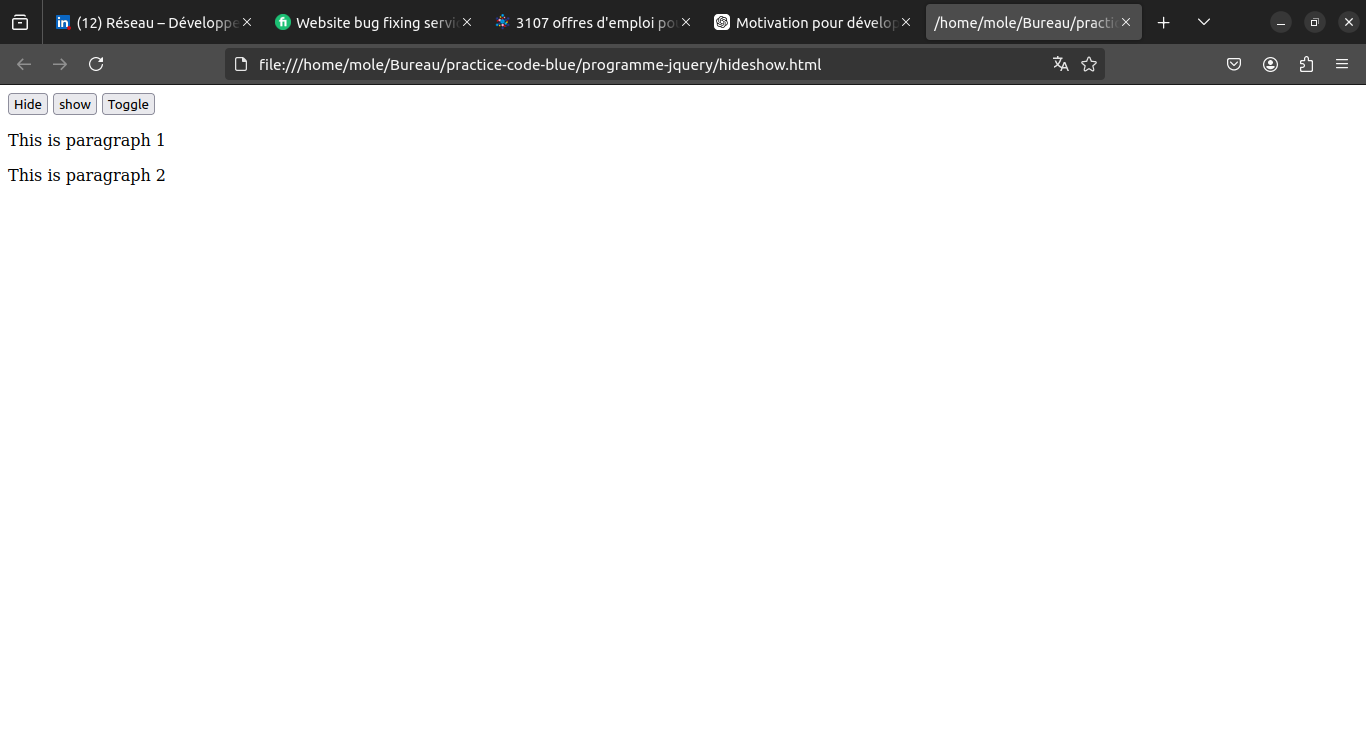 (12) Réseau – Développe
Website bug fixing servi
3107 offres d'emploi po
Motivation pour dévelop
/home/mole/Bureau/practi
file:///home/mole/Bureau/practice-code-blue/programme-jquery/hideshow.html
Hide show Toggle
This is paragraph 1
This is paragraph 2